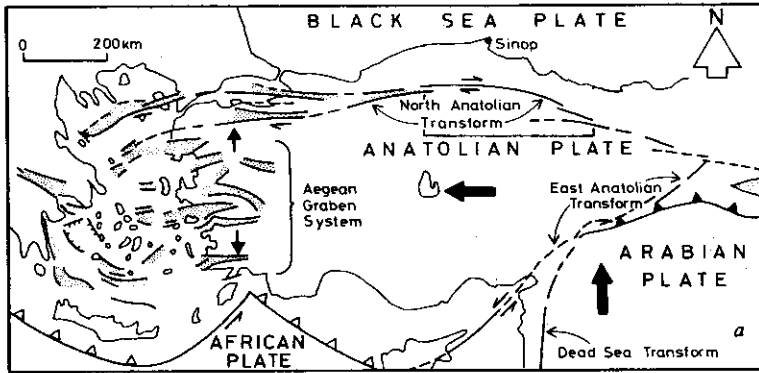 BLACK SEA PLATE
N
0 200km
Sinop
North Anatolian
Transform
ANATOLIAN PLATE
Aegean
Graben
System
East Anatolian
Transform
ARABIAN
PLATE
AFRICAN
PLATE
a
Dead Sea Transform